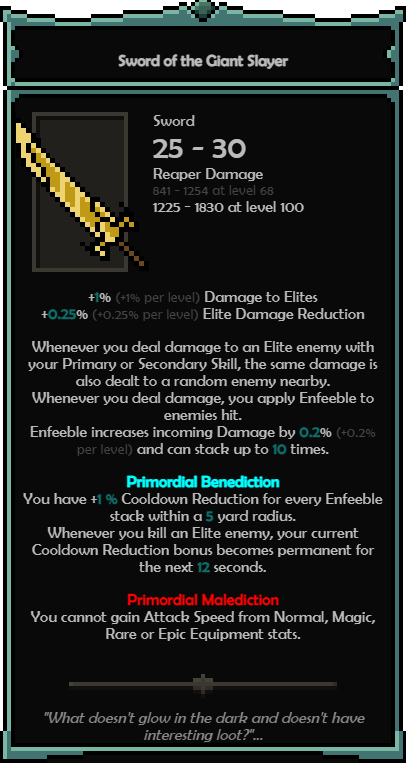 Sword of the Giant Slayer
Sword
25 - 30
Reaper Damage
841 - 1254 at level 68
1225 - 1830 at level 100
+1% (+1% per level) Damage to Elites
+0.25% (+0.25% per level) Elite Damage Reduction
Whenever you deal damage to an Elite enemy with
your Primary or Secondary Skill, the same damage is
also dealt to a random enemy nearby.
Whenever you deal damage, you apply Enfeeble to
enemies hit.
Enfeeble increases incoming Damage by 0.2% (+0.2%
per level) and can stack up to 10 times.
Primordial Benediction
You have +1 % Cooldown Reduction for every Enfeeble
stack within a 5 yard radius.
Whenever you kill an Elite enemy, your current
Cooldown Reduction bonus becomes permanent for
the next 12 seconds.
Primordial Malediction
You cannot gain Attack Speed from Normal, Magic,
Rare or Epic Equipment stats.
"What doesn't glow in the dark and doesn't have
interesting loot?"...